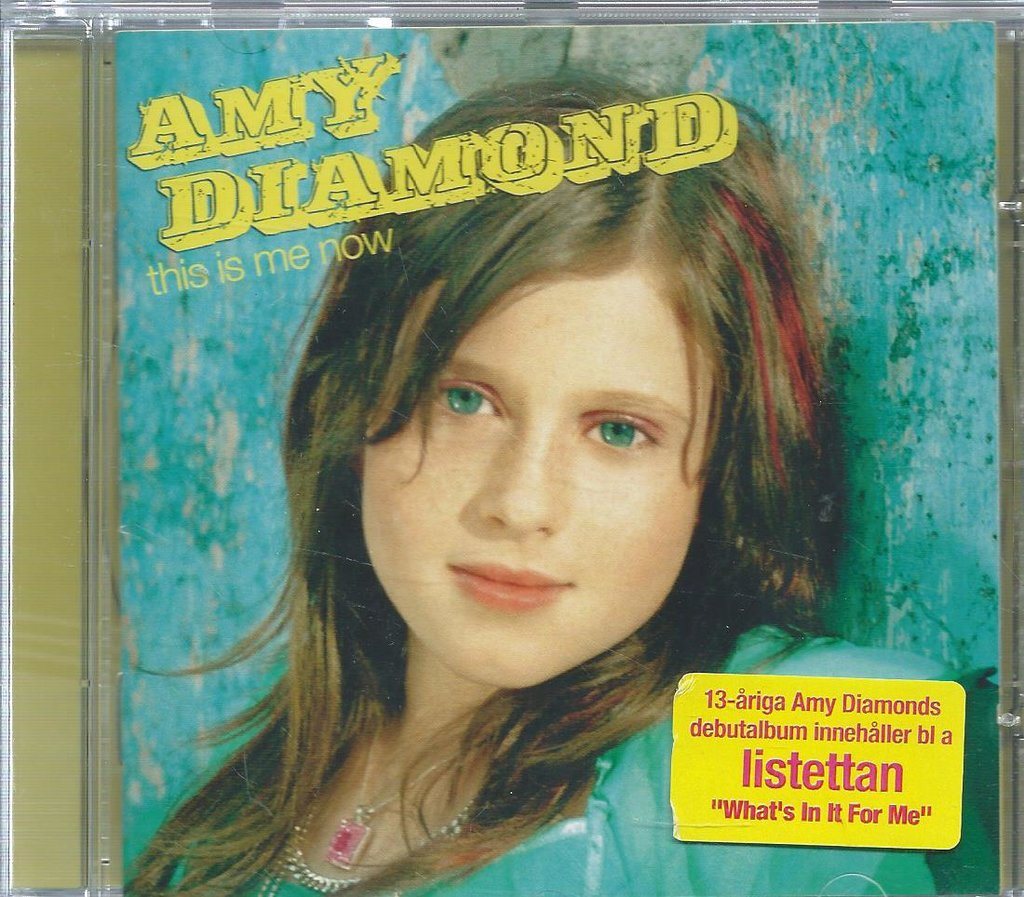 AMY
DIAMOND
this is me now
13-åriga Amy Diamonds
debutalbum innehåller bl a
listettan
"What's In It For Me"